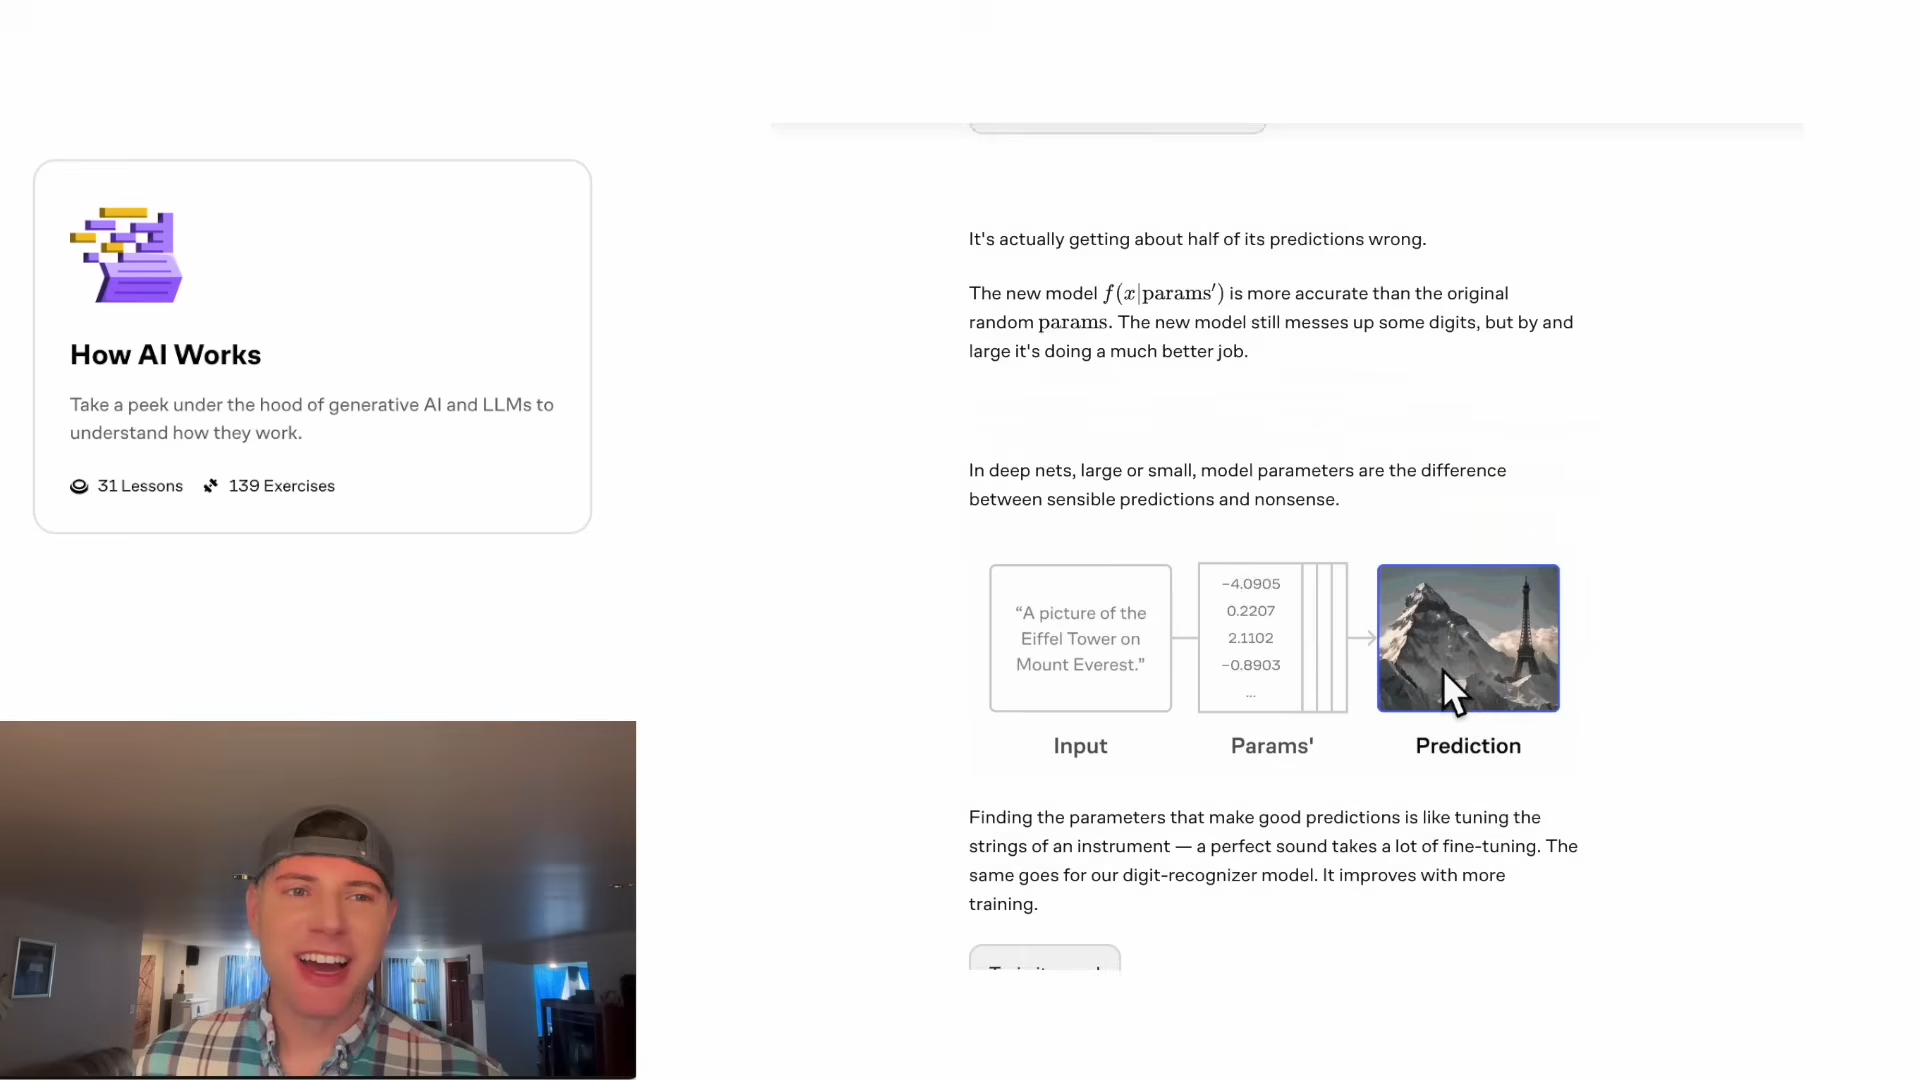 How AI Works
Take a peek under the hood of generative AI and LLMs to
understand how they work.
31 Lessons 139 Exercises
It's actually getting about half of its predictions wrong.
The new model f(x|params′) is more accurate than the original
random params. The new model still messes up some digits, but by and
large it's doing a much better job.
In deep nets, large or small, model parameters are the difference
between sensible predictions and nonsense.
“A picture of the
Eiffel Tower on
Mount Everest.”
Input
−4.0905
0.2207
2.1102
−0.8903
...
Params'
Prediction
Finding the parameters that make good predictions is like tuning the
strings of an instrument — a perfect sound takes a lot of fine-tuning. The
same goes for our digit-recognizer model. It improves with more
training.